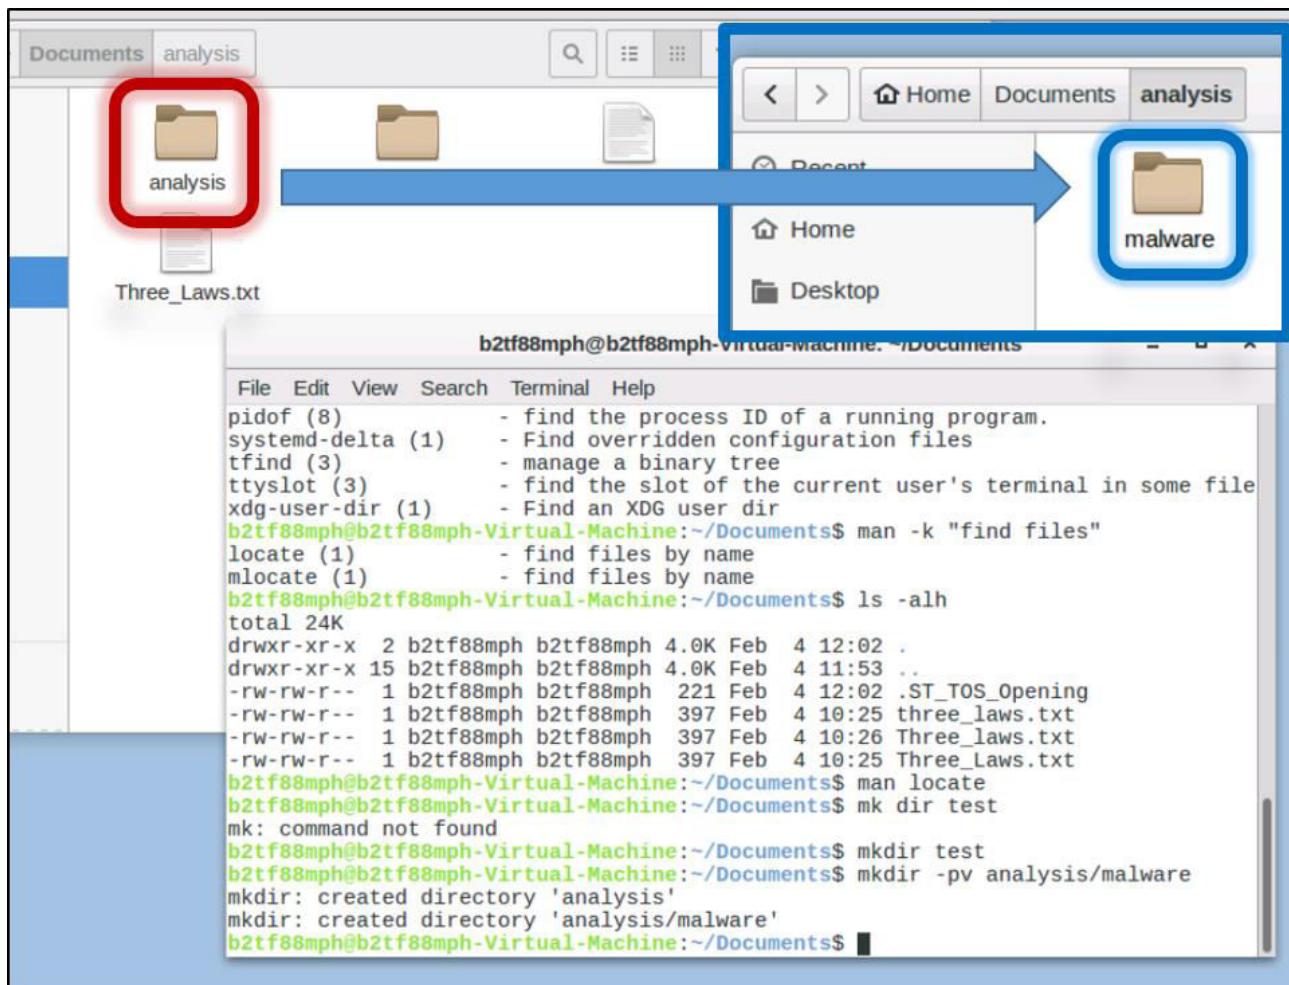 Documents analysis
analysis
Three_Laws.txt
Home Documents analysis
Recent
Home
Desktop
malware
b2tf88mph@b2tf88mph-Virtual-Machine: ~/Documents
File Edit View Search Terminal Help
pidof (8) - find the process ID of a running program.
systemd-delta (1) - Find overridden configuration files
tfind (3) - manage a binary tree
ttyslot (3) - find the slot of the current user's terminal in some file
xdg-user-dir (1) - Find an XDG user dir
b2tf88mph@b2tf88mph-Virtual-Machine:~/Documents$ man -k "find files"
locate (1) - find files by name
mlocate (1) - find files by name
b2tf88mph@b2tf88mph-Virtual-Machine:~/Documents$ ls -alh
total 24K
drwxr-xr-x 2 b2tf88mph b2tf88mph 4.0K Feb 4 12:02 .
drwxr-xr-x 15 b2tf88mph b2tf88mph 4.0K Feb 4 11:53 ..
-rw-rw-r-- 1 b2tf88mph b2tf88mph 221 Feb 4 12:02 .ST_TOS_Opening
-rw-rw-r-- 1 b2tf88mph b2tf88mph 397 Feb 4 10:25 three_laws.txt
-rw-rw-r-- 1 b2tf88mph b2tf88mph 397 Feb 4 10:26 Three_laws.txt
-rw-rw-r-- 1 b2tf88mph b2tf88mph 397 Feb 4 10:25 Three_Laws.txt
b2tf88mph@b2tf88mph-Virtual-Machine:~/Documents$ man locate
b2tf88mph@b2tf88mph-Virtual-Machine:~/Documents$ mk dir test
mk: command not found
b2tf88mph@b2tf88mph-Virtual-Machine:~/Documents$ mkdir test
b2tf88mph@b2tf88mph-Virtual-Machine:~/Documents$ mkdir -pv analysis/malware
mkdir: created directory 'analysis'
mkdir: created directory 'analysis/malware'
b2tf88mph@b2tf88mph-Virtual-Machine:~/Documents$